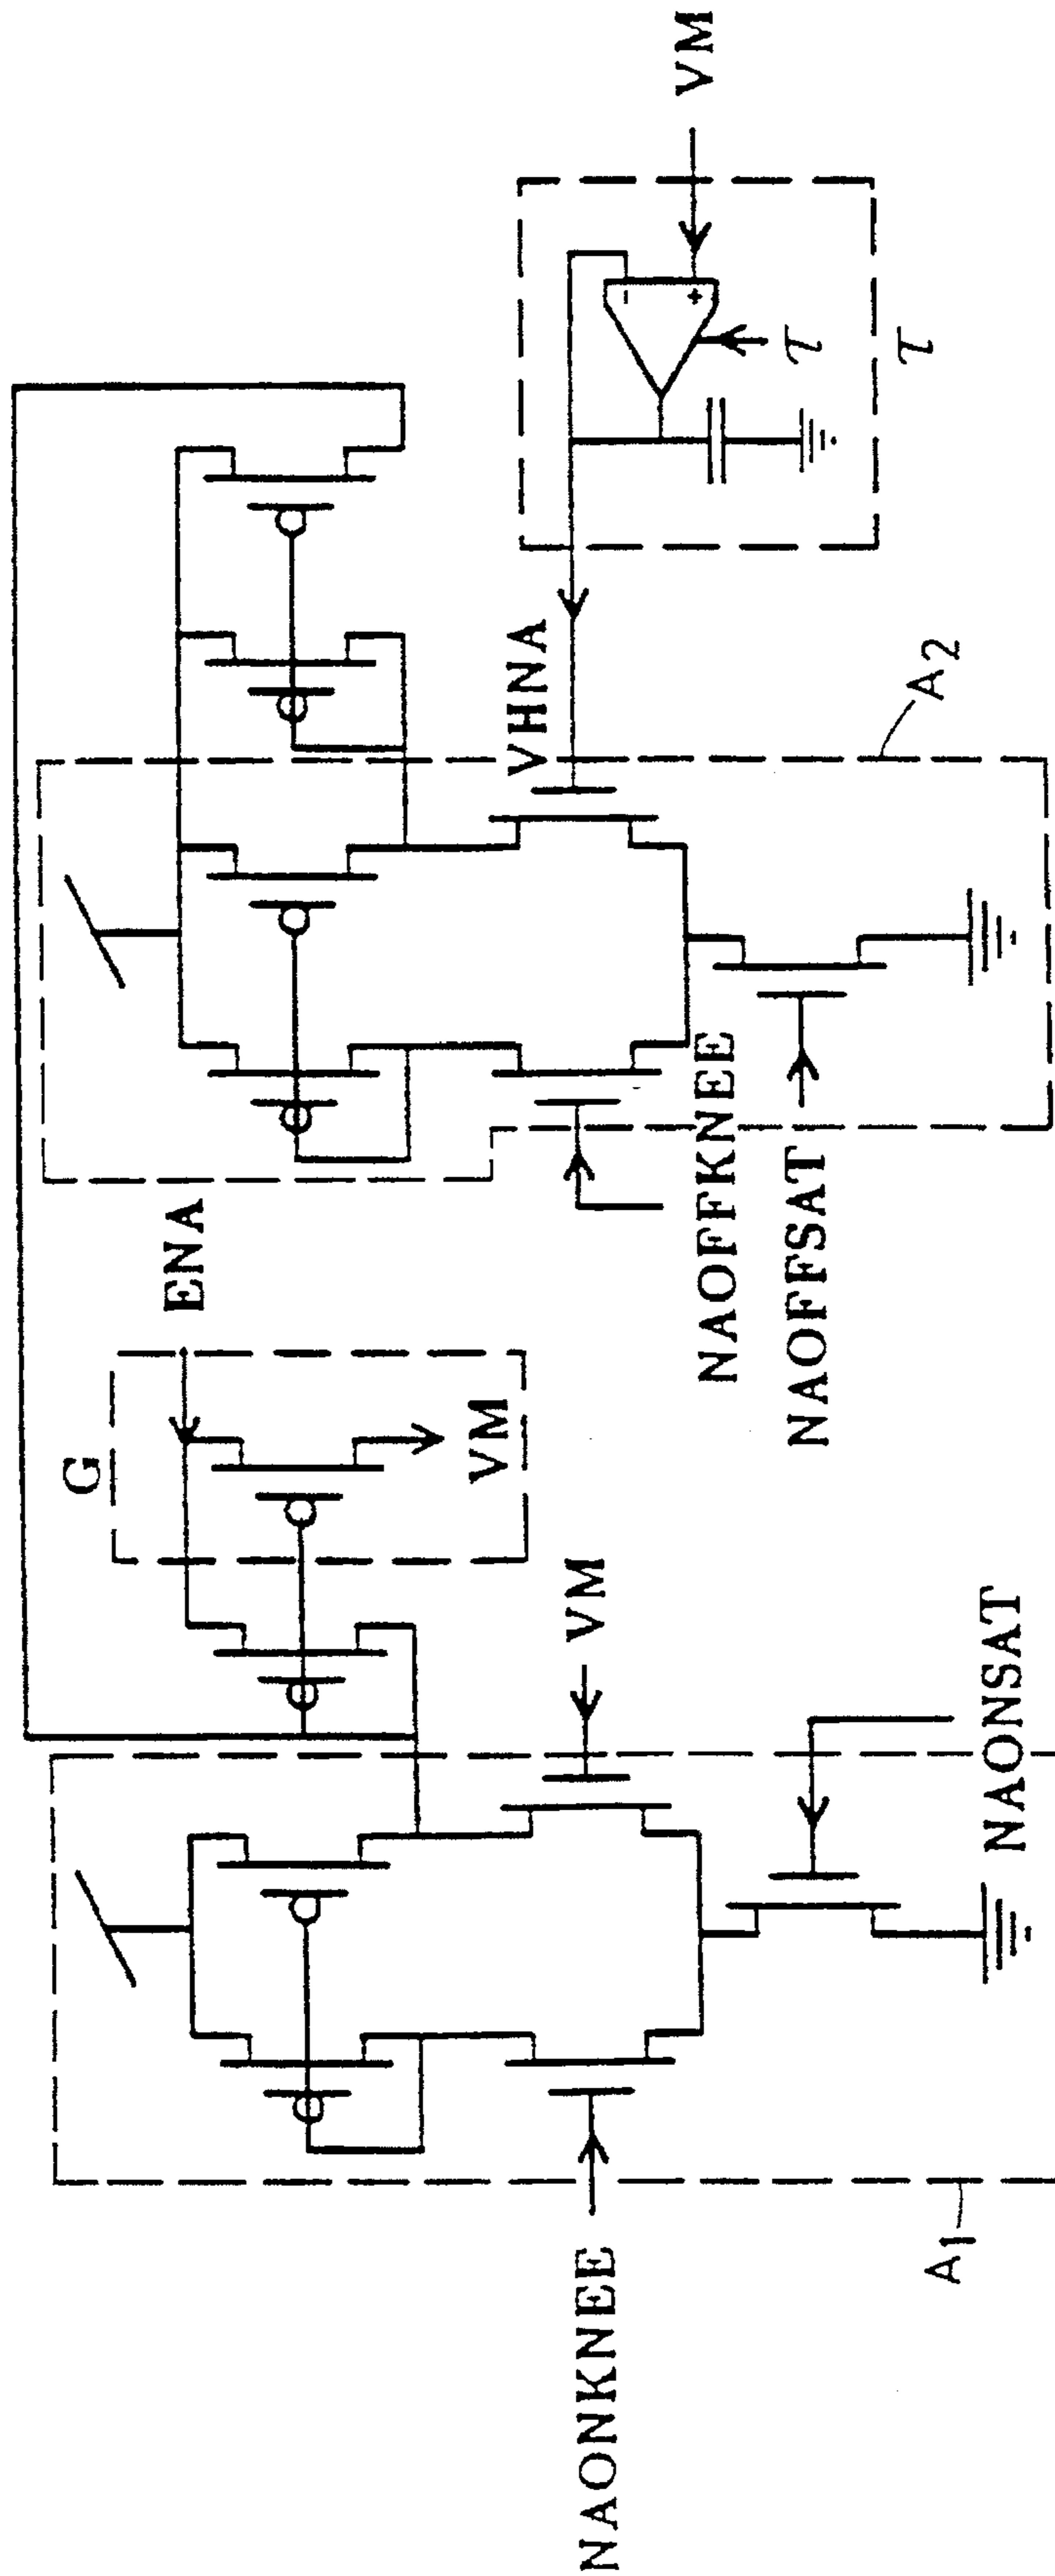 NAONKNEE
A1
VM
NAONSAT
G
ENA
VM
NAOFFKNEE
NAOFFSAT
VHNA
A2
-
+
τ
τ
VM